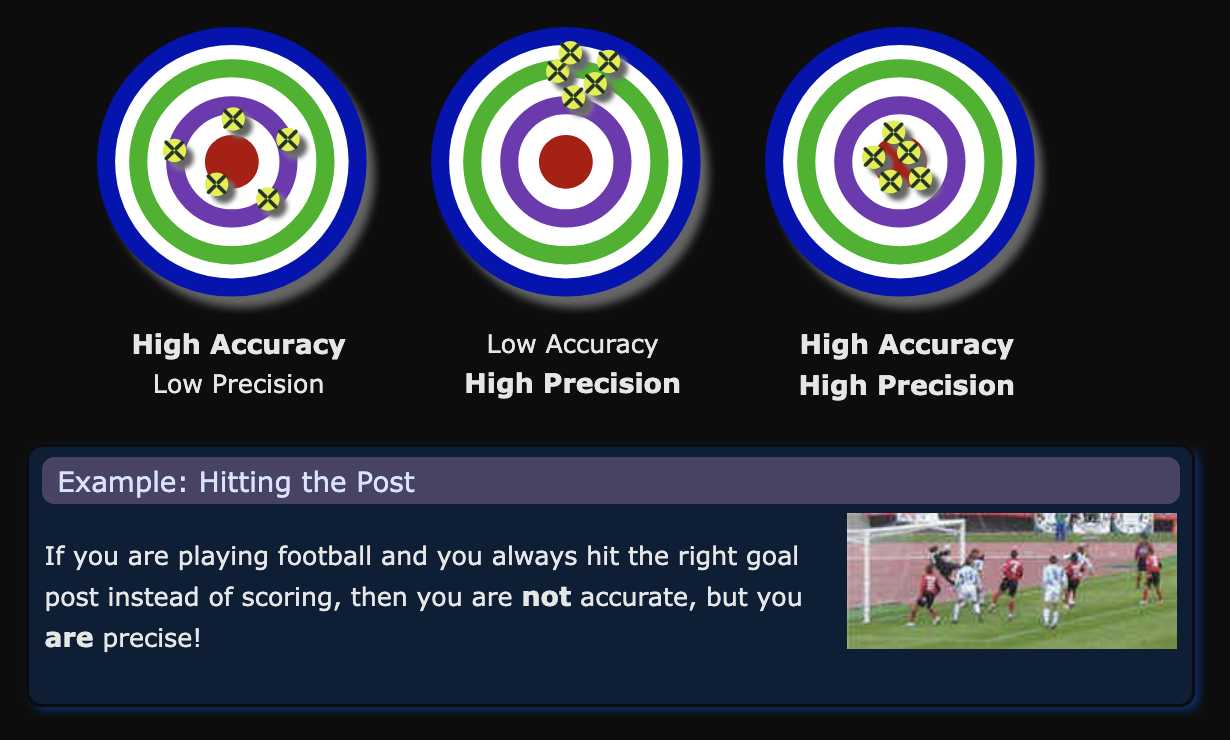 High Accuracy
Low Precision
Low Accuracy
High Precision
High Accuracy
High Precision
Example: Hitting the Post
If you are playing football and you always hit the right goal
post instead of scoring, then you are not accurate, but you
are precise!